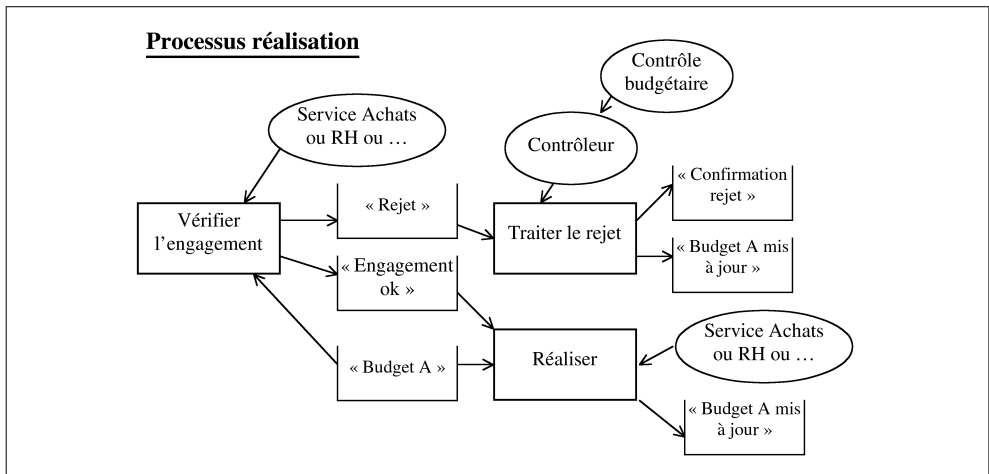 Processus réalisation
Contrôle
budgétaire
Service Achats
ou RH ou …
Contrôleur
« Confirmation
rejet »
« Rejet »
Vérifier
l’engagement
Traiter le rejet
« Budget A mis
à jour »
« Engagement
ok »
Service Achats
ou RH ou …
« Budget A »
Réaliser
« Budget A mis
à jour »